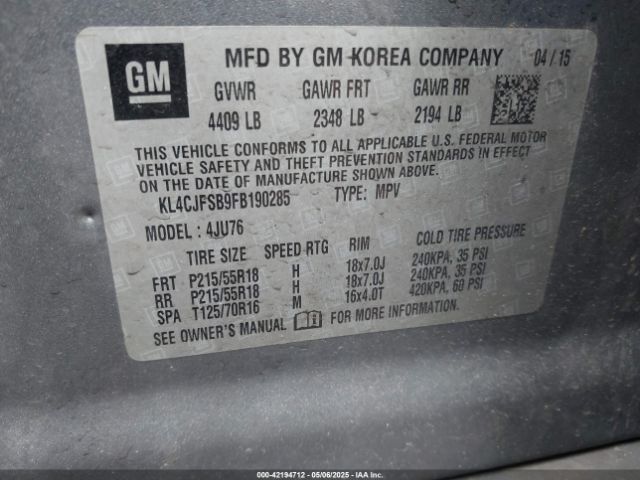 GM
MFD BY GM KOREA COMPANY 04 / 15
GVWR GAWR FRT GAWR RR
4409 LB 2348 LB 2194 LB
THIS VEHICLE CONFORMS TO ALL APPLICABLE U.S. FEDERAL MOTOR
VEHICLE SAFETY AND THEFT PREVENTION STANDARDS IN EFFECT
ON THE DATE OF MANUFACTURE SHOWN ABOVE.
KL4CJFSB9FB190285 TYPE: MPV
MODEL: 4JU76
TIRE SIZE SPEED RTG RIM COLD TIRE PRESSURE
FRT P215/55R18 H 18x7.0J 240KPA, 35 PSI
RR P215/55R18 H 18x7.0J 240KPA, 35 PSI
SPA T125/70R16 M 16x4.0T 420KPA, 60 PSI
SEE OWNER'S MANUAL FOR MORE INFORMATION.
000-42194712 - 05/06/2025 - IAAI.COM